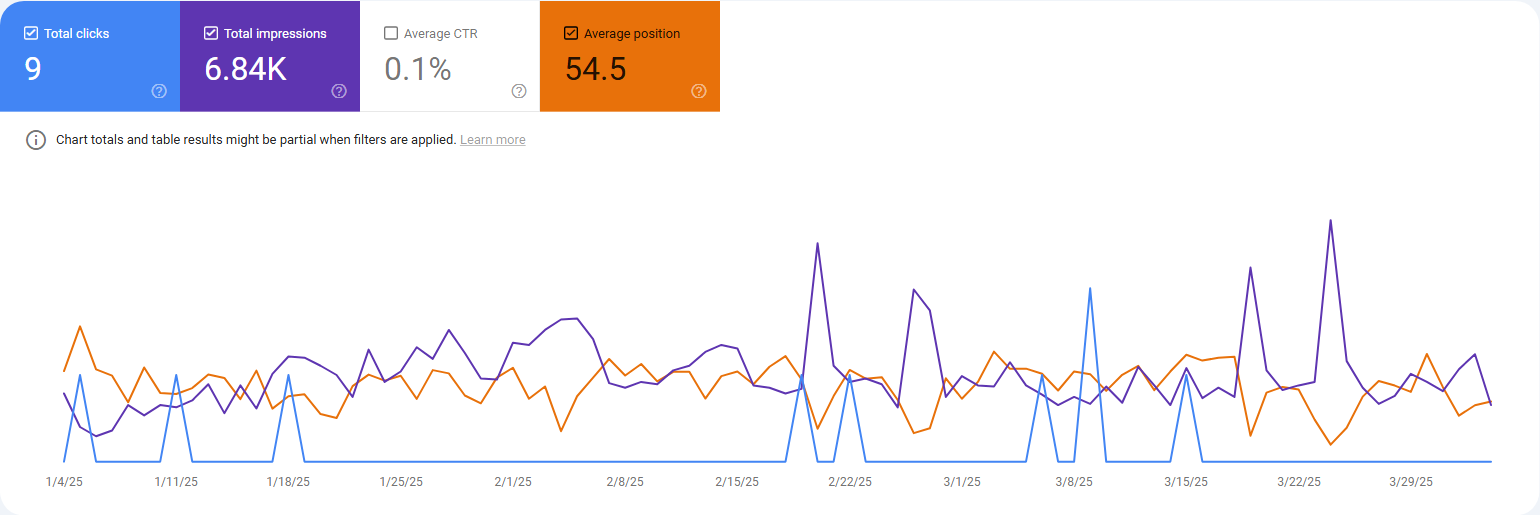 Total clicks
9
Total impressions
6.84K
Average CTR
0.1%
Average position
54.5
Chart totals and table results might be partial when filters are applied. Learn more
1/4/25 1/11/25 1/18/25 1/25/25 2/1/25 2/8/25 2/15/25 2/22/25 3/1/25 3/8/25 3/15/25 3/22/25 3/29/25